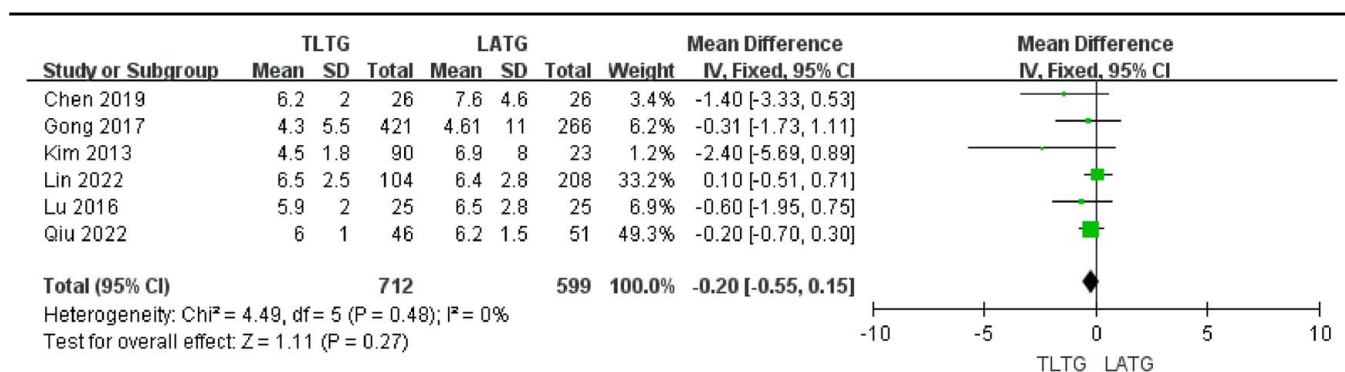 TLTG LATG Mean Difference Mean Difference
Study or Subgroup Mean SD Total Mean SD Total Weight IV, Fixed, 95% CI IV, Fixed, 95% CI
Chen 2019 6.2 2 26 7.6 4.6 26 3.4% -1.40 [-3.33, 0.53]
Gong 2017 4.3 5.5 421 4.61 11 266 6.2% -0.31 [-1.73, 1.11]
Kim 2013 4.5 1.8 90 6.9 8 23 1.2% -2.40 [-5.69, 0.89]
Lin 2022 6.5 2.5 104 6.4 2.8 208 33.2% 0.10 [-0.51, 0.71]
Lu 2016 5.9 2 25 6.5 2.8 25 6.9% -0.60 [-1.95, 0.75]
Qiu 2022 6 1 46 6.2 1.5 51 49.3% -0.20 [-0.70, 0.30]
Total (95% CI) 712 599 100.0% -0.20 [-0.55, 0.15]
Heterogeneity: Chi² = 4.49, df = 5 (P = 0.48); I² = 0%
Test for overall effect: Z = 1.11 (P = 0.27)
-10 -5 0 5 10
TLTG LATG